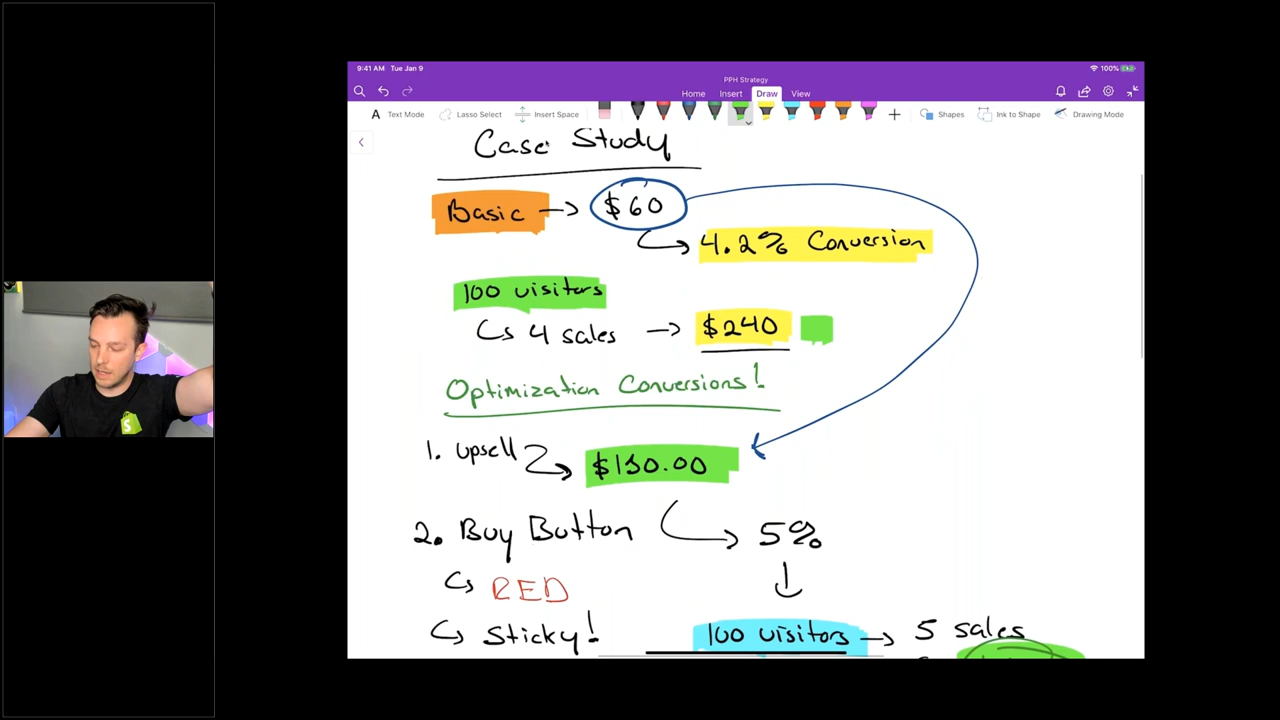 9:41 AM Tue Jan 9
100%
PPH Strategy
Home Insert Draw View
A Text Mode Lasso Select Insert Space + Shapes Ink to Shape Drawing Mode
Case Study
Basic → $60
4.2% Conversion
100 visitors
4 sales → $240
Optimization Conversions!
1. Upsell
$130.00
2. Buy Button → 5%
RED
Sticky!
100 visitors → 5 sales